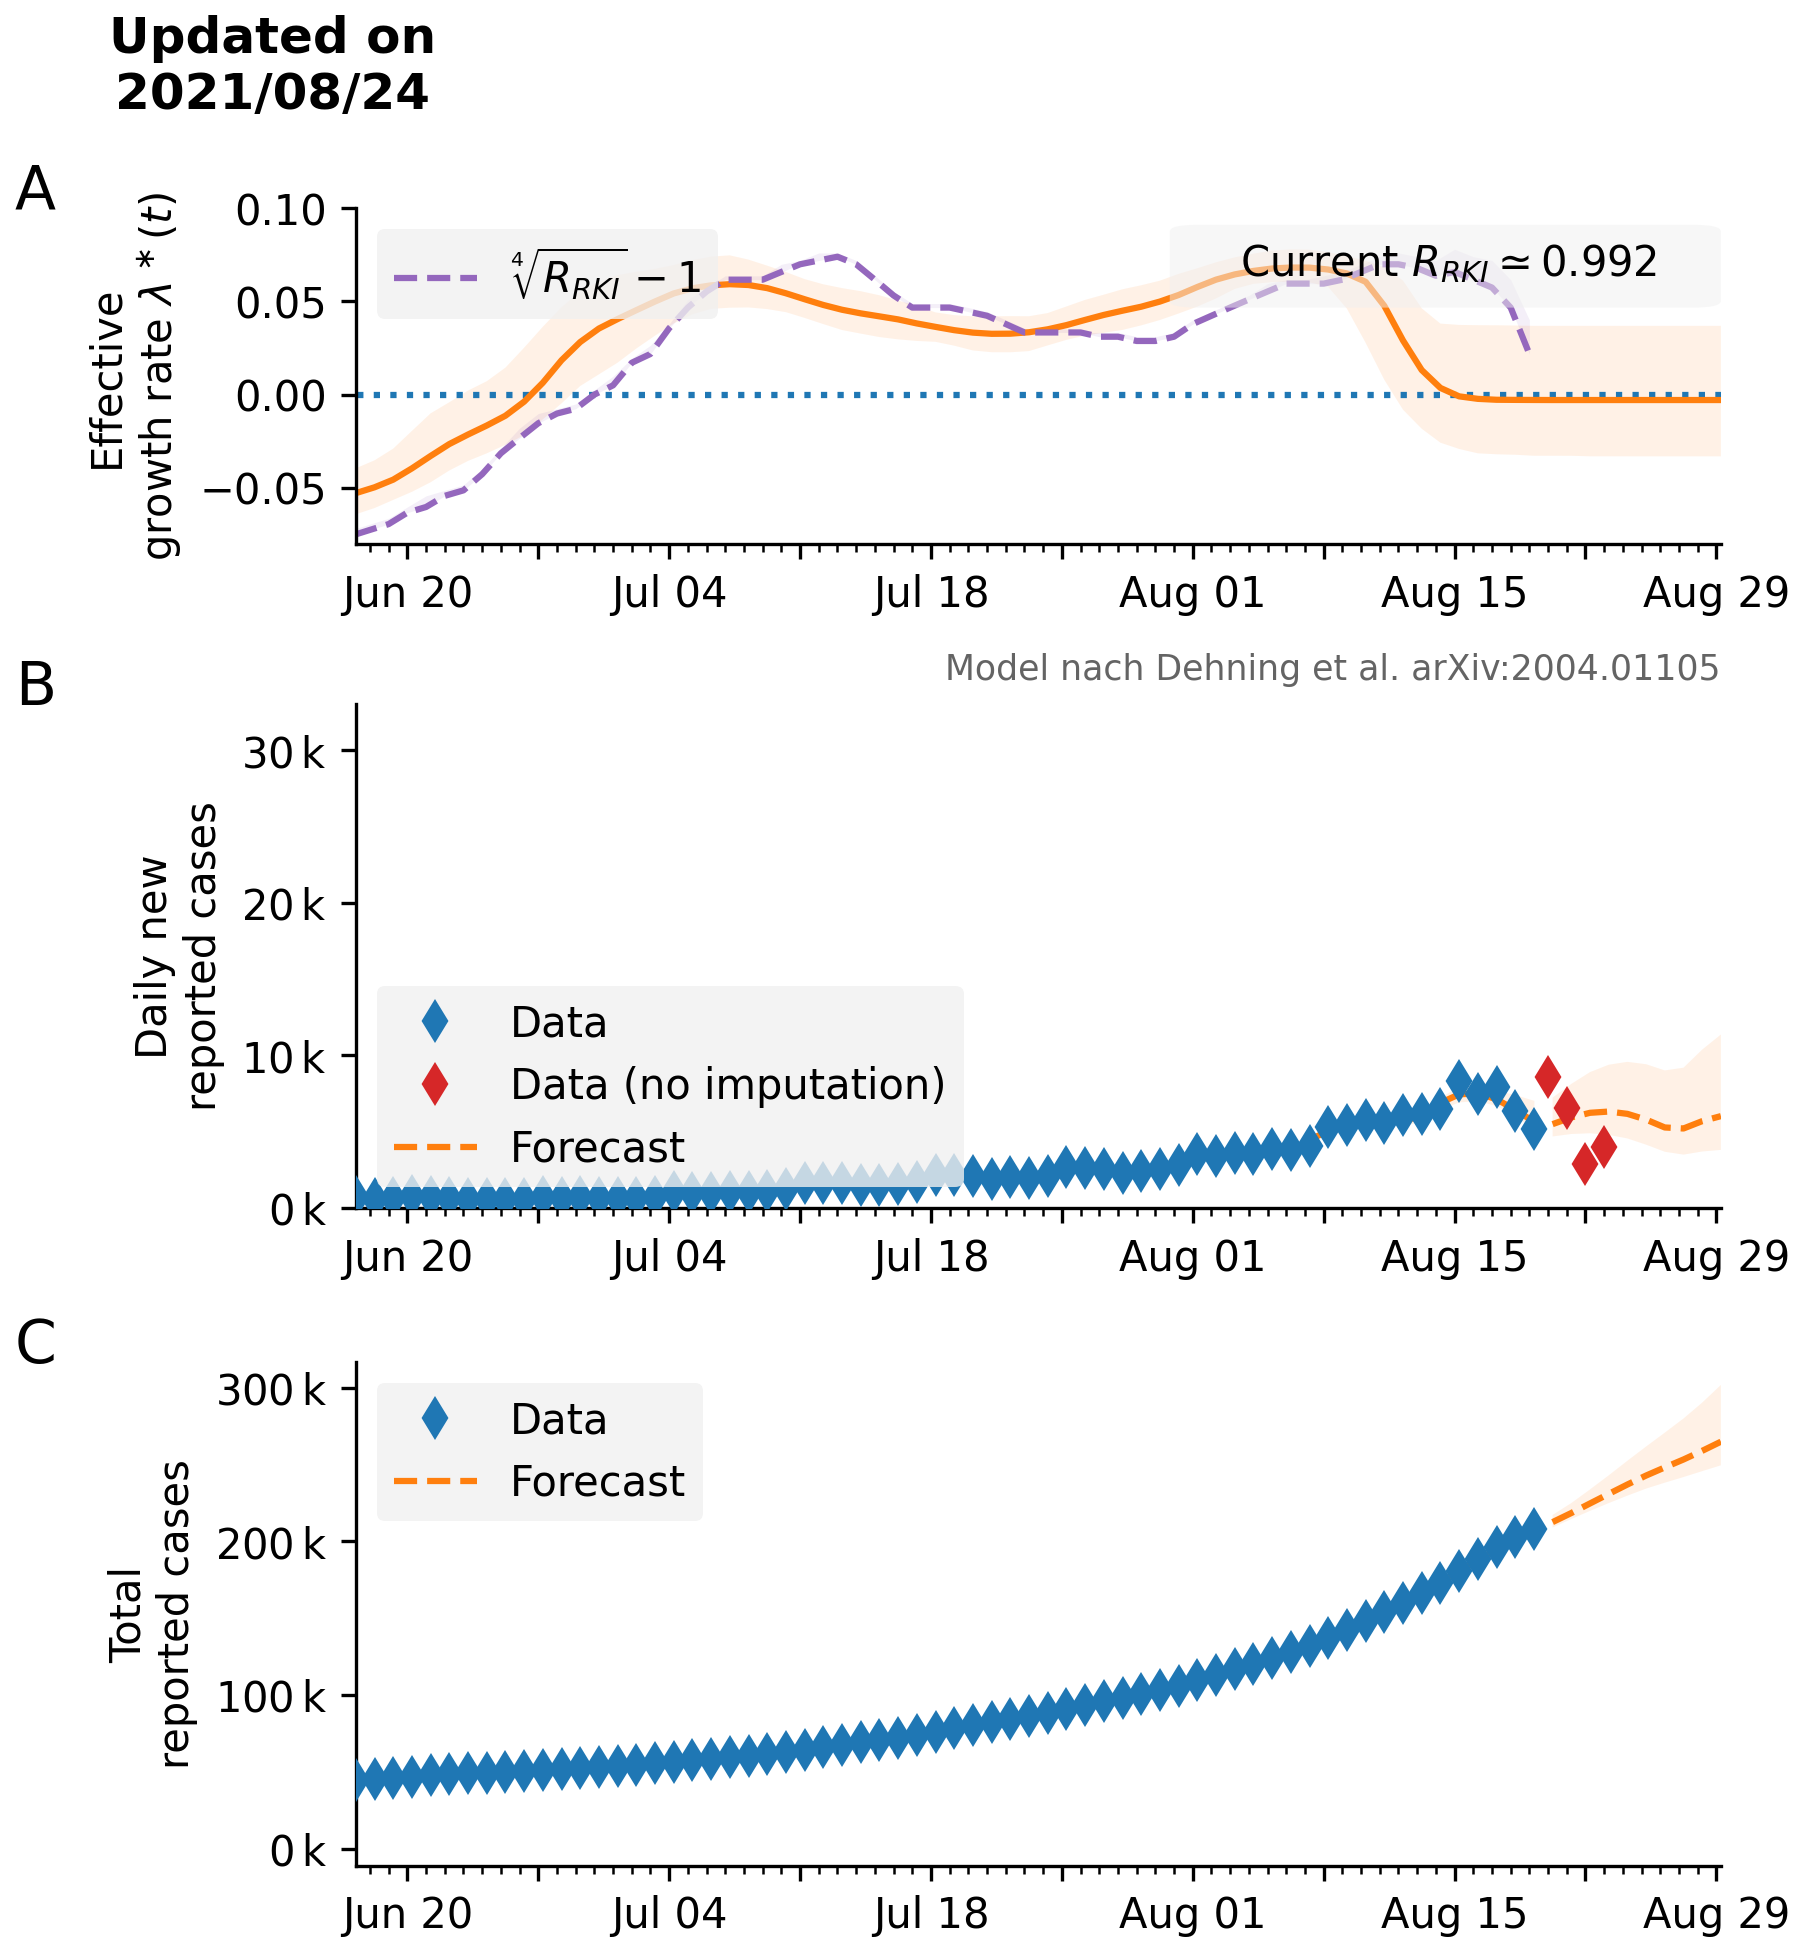 Updated on
2021/08/24
A
Effective
growth rate λ * (t)
0.10
0.05
0.00
−0.05
∜R_RKI − 1
Current R_RKI ≃ 0.992
Jun 20
Jul 04
Jul 18
Aug 01
Aug 15
Aug 29
Model nach Dehning et al. arXiv:2004.01105
B
Daily new
reported cases
30 k
20 k
10 k
0 k
Data
Data (no imputation)
Forecast
Jun 20
Jul 04
Jul 18
Aug 01
Aug 15
Aug 29
C
Total
reported cases
300 k
200 k
100 k
0 k
Data
Forecast
Jun 20
Jul 04
Jul 18
Aug 01
Aug 15
Aug 29